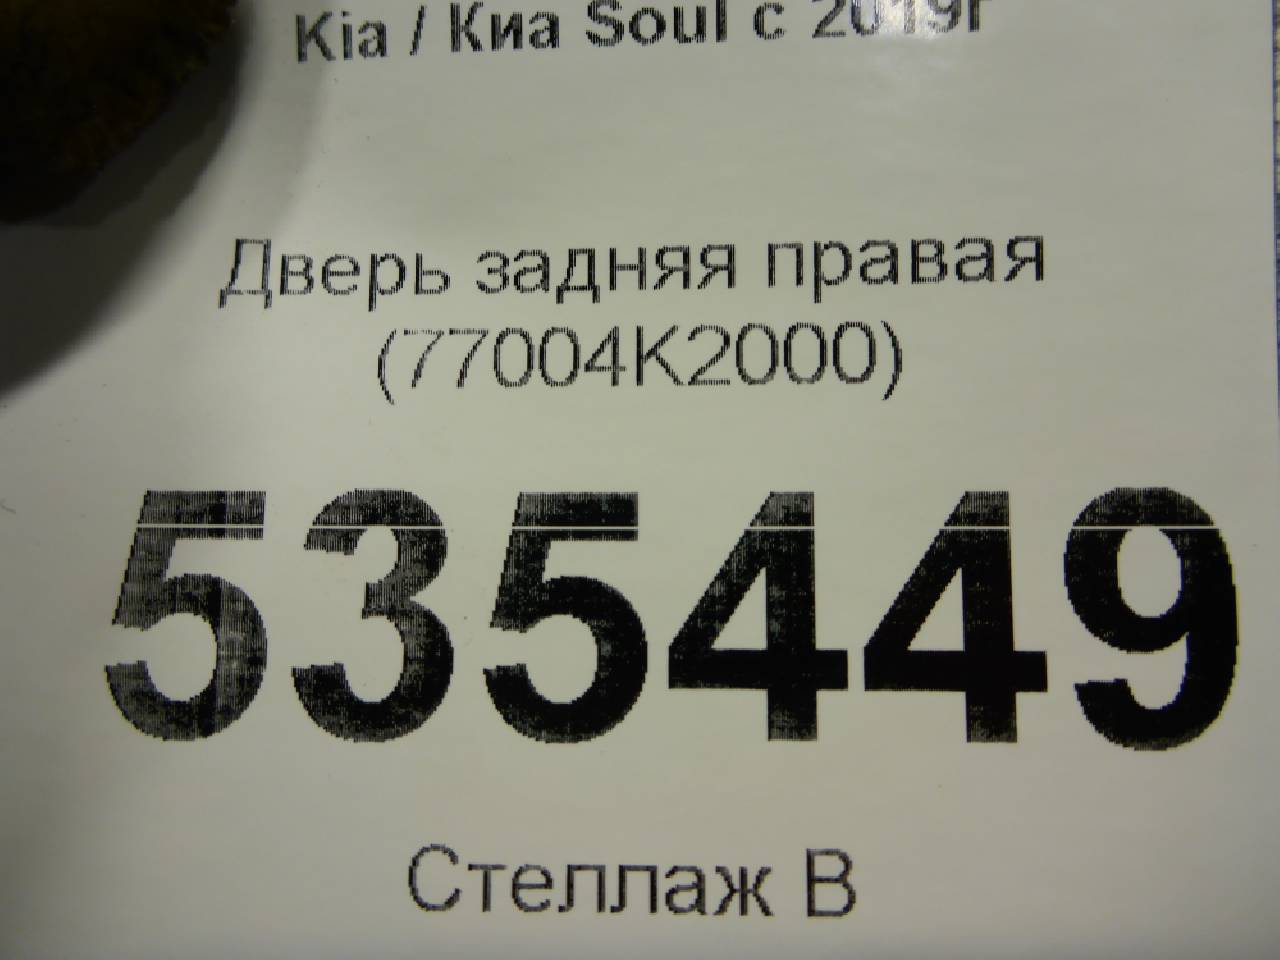 Kia / Киа Soul с 2019г
Дверь задняя правая
(77004K2000)
535449
Стеллаж В